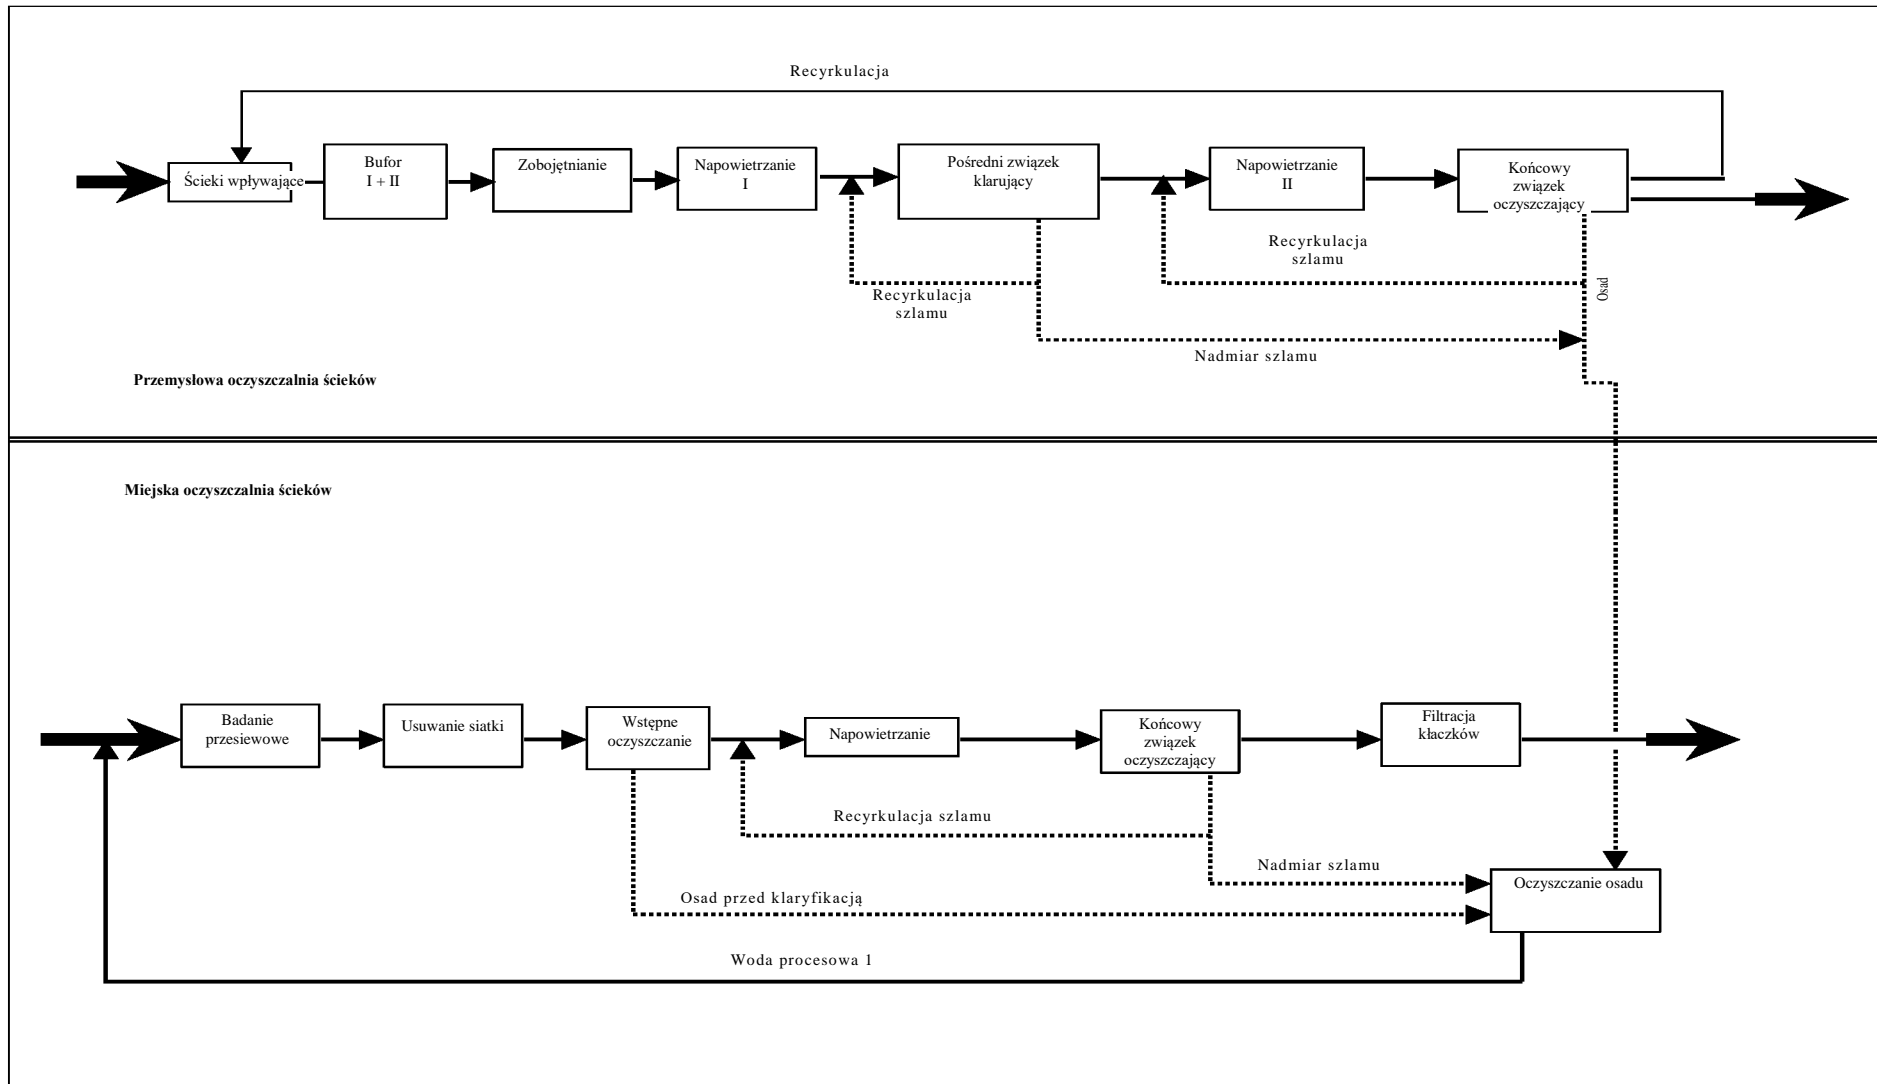 Recyrkulacja
Ścieki wpływające
Bufor
I + II
Zobojętnianie
Napowietrzanie
I
Pośredni związek
klarujący
Napowietrzanie
II
Końcowy
związek
oczyszczający
Recyrkulacja
szlamu
Recyrkulacja
szlamu
Osad
Nadmiar szlamu
Przemysłowa oczyszczalnia ścieków
Miejska oczyszczalnia ścieków
Badanie
przesiewowe
Usuwanie siatki
Wstępne
oczyszczanie
Napowietrzanie
Końcowy
związek
oczyszczający
Filtracja
kłaczków
Recyrkulacja szlamu
Nadmiar szlamu
Oczyszczanie osadu
Osad przed klaryfikacją
Woda procesowa 1